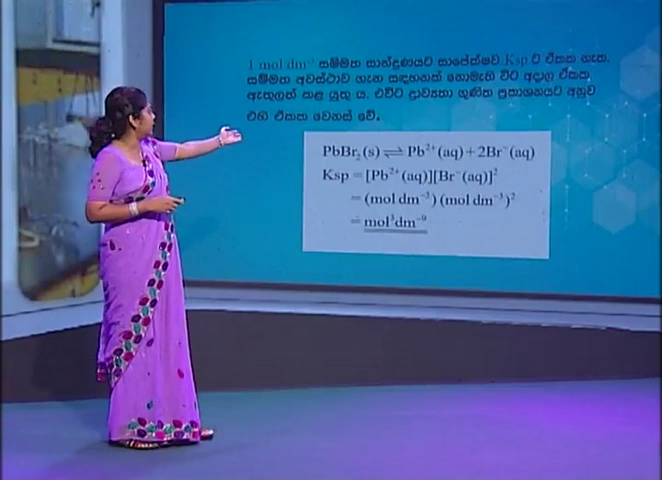 1 mol dm⁻³ සම්මත සාන්ද්‍රණයට සාපේක්ෂව Ksp ට ඒකක නැත.
සම්මත අවස්ථාව ගැන සඳහනක් නොමැති විට අදාල ඒකක
ඇතුලත් කළ යුතු ය. එවිට ද්‍රාව්‍යතා ගුණිත ප්‍රකාශනයට අනුව
එහි ඒකක වෙනස් වේ.
PbBr₂(s) ⇌ Pb²⁺(aq) + 2Br⁻(aq)
Ksp = [Pb²⁺(aq)][Br⁻(aq)]²
= (mol dm⁻³) (mol dm⁻³)²
= mol³dm⁻⁹